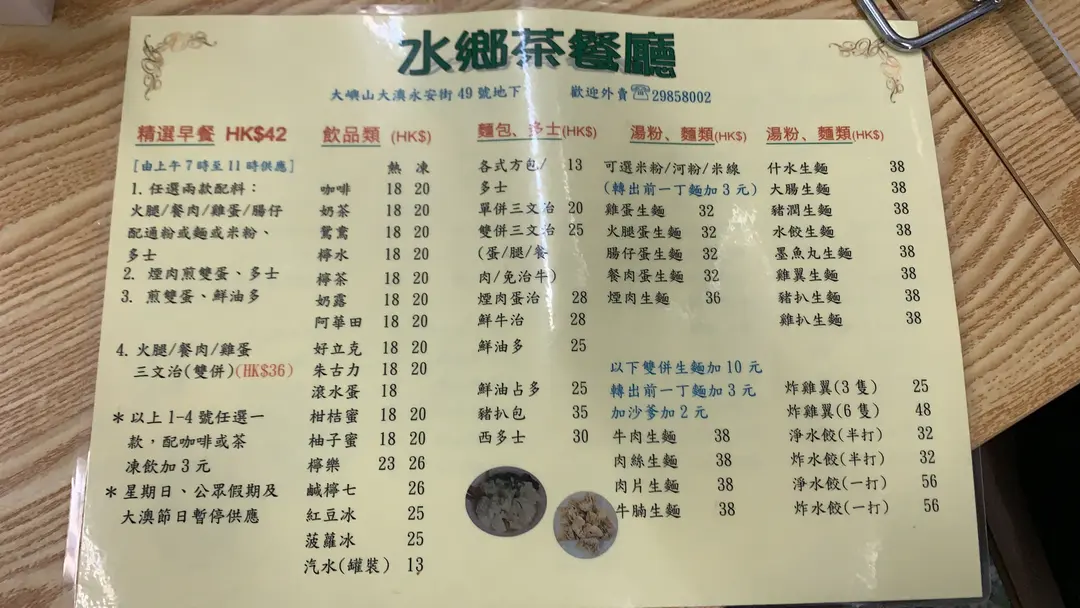 水鄉茶餐廳
大嶼山大澳永安街49號地下 歡迎外賣☎29858002
精選早餐 HK$42
[由上午7時至11時供應]
1. 任選兩款配料：
火腿/餐肉/雞蛋/腸仔
配通粉或麵或米粉、
多士
2. 煙肉煎雙蛋、多士
3. 煎雙蛋、鮮油多
4. 火腿/餐肉/雞蛋
三文治(雙併)(HK$36)
*以上1-4號任選一
款，配咖啡或茶
凍飲加3元
*星期日、公眾假期及
大澳節日暫停供應
飲品類 (HK$)
熱 凍
咖啡 18 20
奶茶 18 20
鴛鴦 18 20
檸水 18 20
檸茶 18 20
奶露 18 20
阿華田 18 20
好立克 18 20
朱古力 18 20
滾水蛋 18
柑桔蜜 18 20
柚子蜜 18 20
檸樂 23 26
鹹檸七 26
紅豆冰 25
菠蘿冰 25
汽水(罐裝) 13
麵包、多士(HK$)
各式方包/ 13
多士
單併三文治 20
雙併三文治 25
(蛋/腿/餐
肉/免治牛)
煙肉蛋治 28
鮮牛治 28
鮮油多 25
鮮油占多 25
豬扒包 35
西多士 30
湯粉、麵類(HK$)
可選米粉/河粉/米線
(轉出前一丁麵加3元)
雞蛋生麵 32
火腿蛋生麵 32
腸仔蛋生麵 32
餐肉蛋生麵 32
煙肉生麵 36
以下雙併生麵加10元
轉出前一丁麵加3元
加沙爹加2元
牛肉生麵 38
肉絲生麵 38
肉片生麵 38
牛腩生麵 38
湯粉、麵類(HK$)
什水生麵 38
大腸生麵 38
豬潤生麵 38
水餃生麵 38
墨魚丸生麵 38
雞翼生麵 38
豬扒生麵 38
雞扒生麵 38
炸雞翼(3隻) 25
炸雞翼(6隻) 48
淨水餃(半打) 32
炸水餃(半打) 32
淨水餃(一打) 56
炸水餃(一打) 56